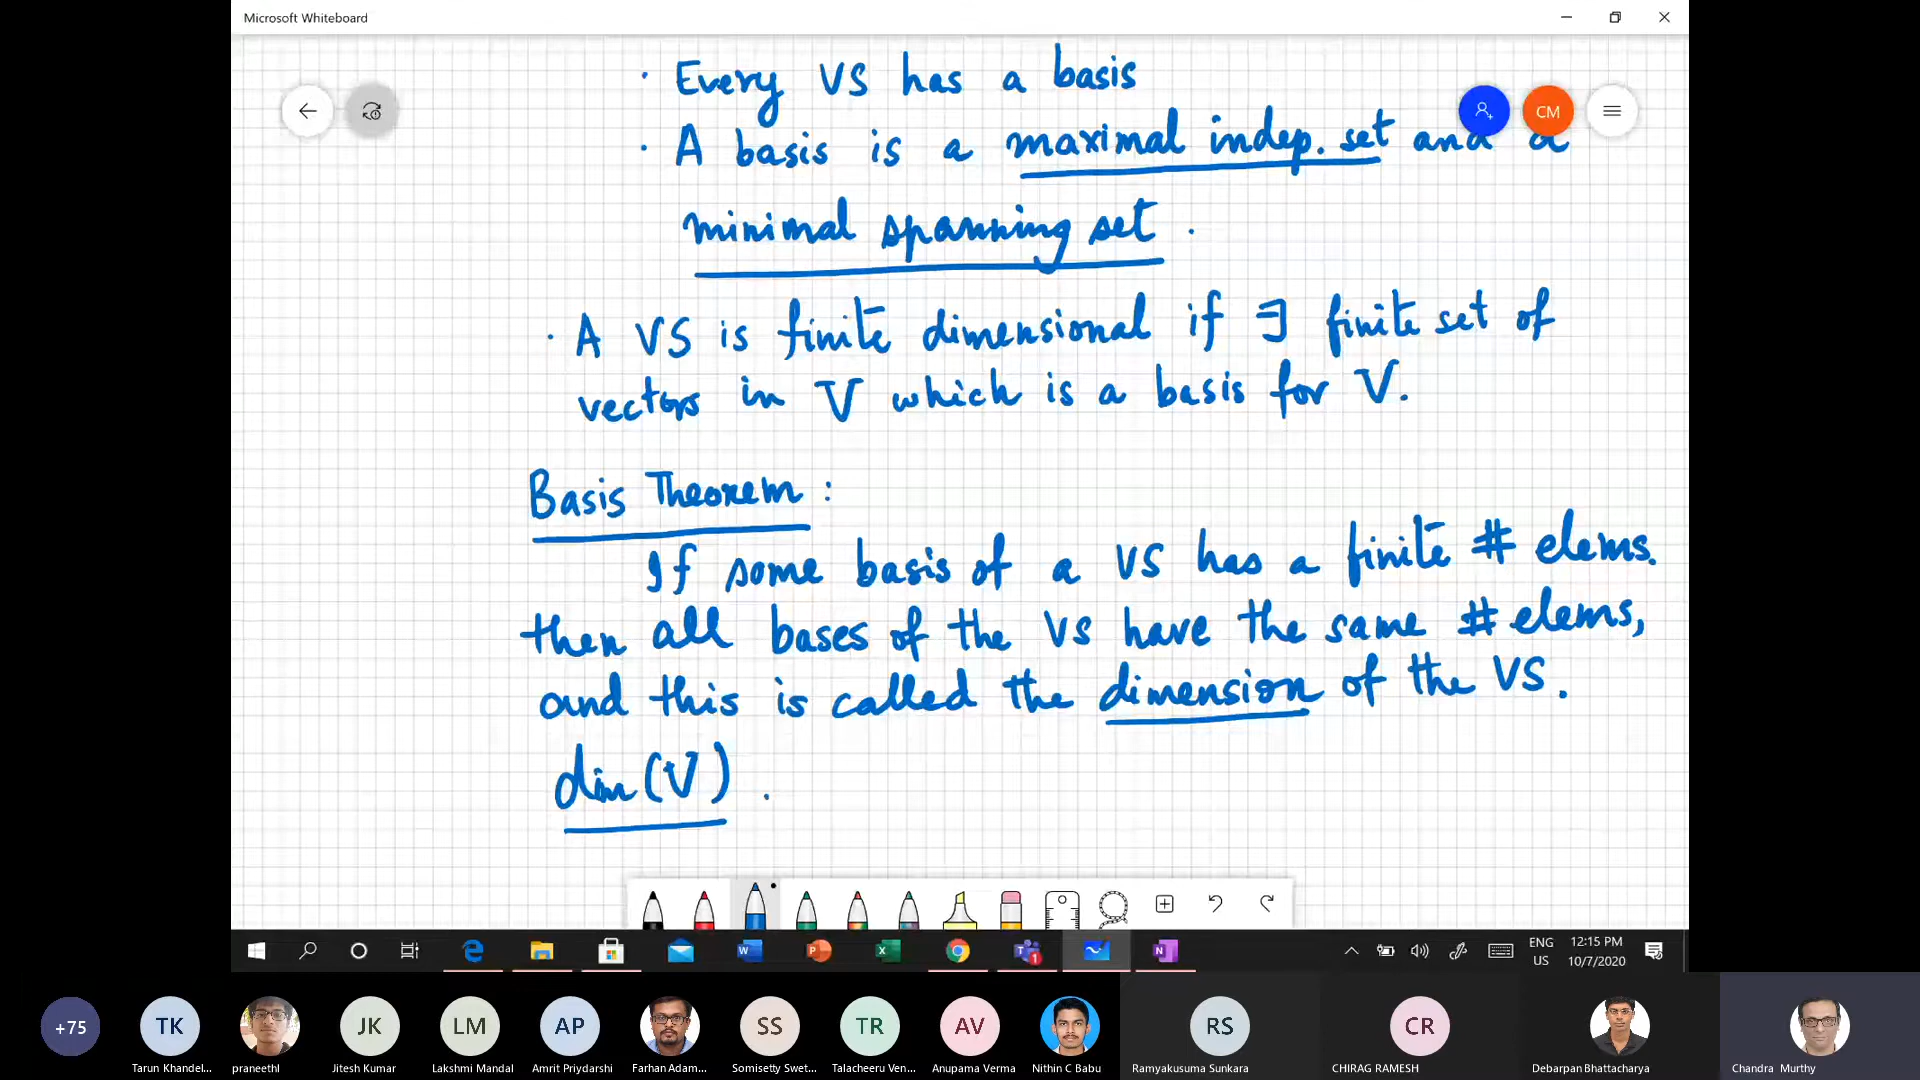 Microsoft Whiteboard
· Every VS has a basis
CM
· A basis is a maximal indep. set and a
minimal spanning set.
· A VS is finite dimensional if ∃ finite set of
vectors in V which is a basis for V.
Basis Theorem:
If some basis of a VS has a finite # elems.
then all bases of the VS have the same # elems,
and this is called the dimension of the VS.
dim(V).
ENG
US
12:15 PM
10/7/2020
+75
TK
JK
LM
AP
SS
TR
AV
RS
CR
Tarun Khandel...
praneethl
Jitesh Kumar
Lakshmi Mandal
Amrit Priydarshi
Farhan Adam...
Somisetty Swet...
Talacheeru Ven...
Anupama Verma
Nithin C Babu
Ramyakusuma Sunkara
CHIRAG RAMESH
Debarpan Bhattacharya
Chandra Murthy